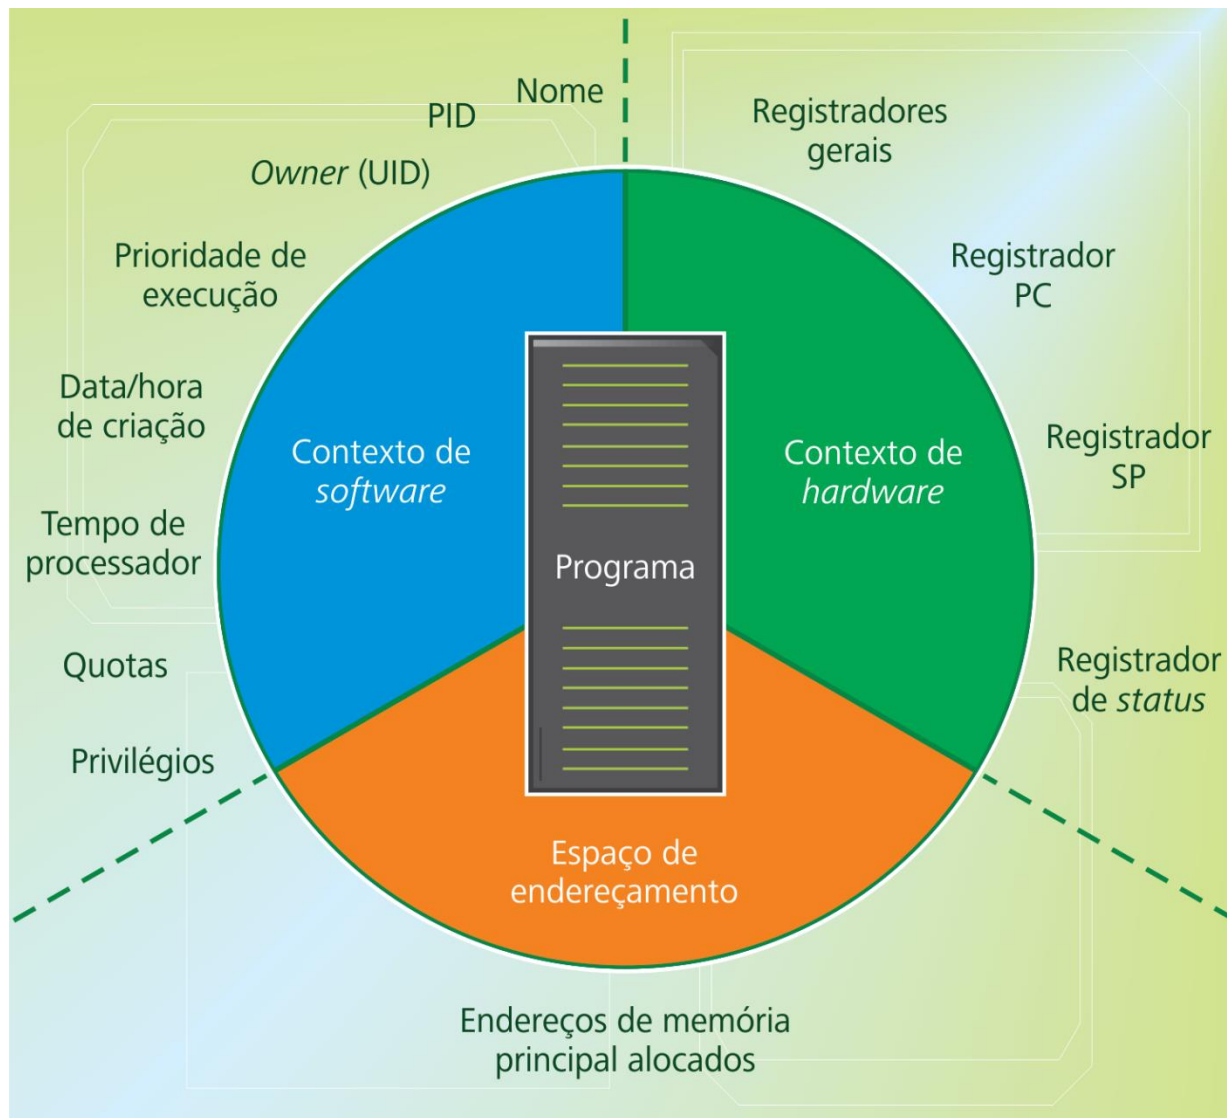 Nome
PID
Owner (UID)
Prioridade de
execução
Data/hora
de criação
Tempo de
processador
Quotas
Privilégios
Contexto de
software
Programa
Contexto de
hardware
Registradores
gerais
Registrador
PC
Registrador
SP
Registrador
de status
Espaço de
endereçamento
Endereços de memória
principal alocados